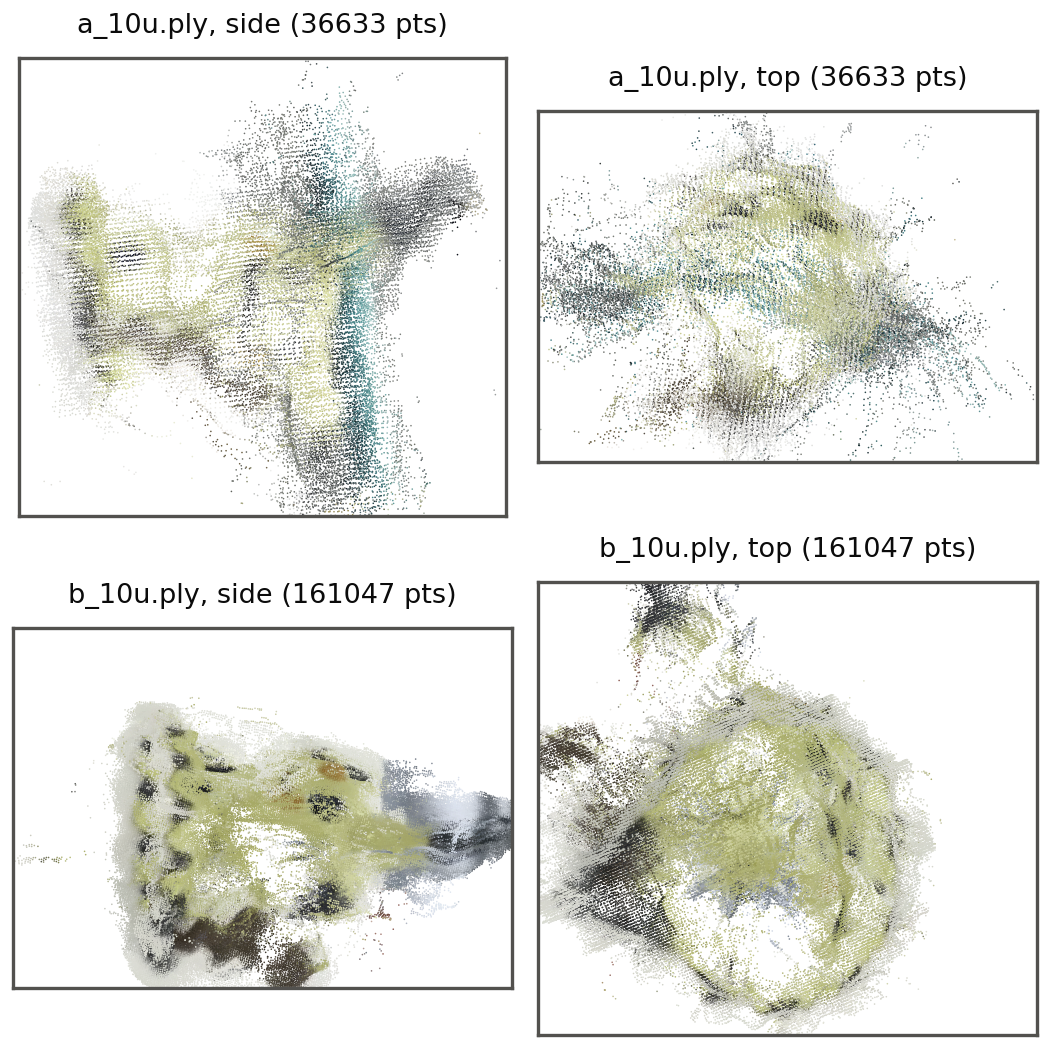 a_10u.ply, side (36633 pts)
a_10u.ply, top (36633 pts)
b_10u.ply, side (161047 pts)
b_10u.ply, top (161047 pts)